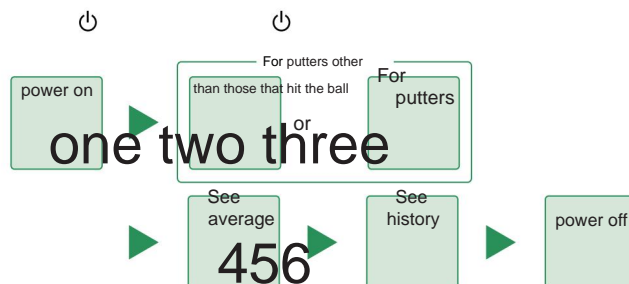 For putters other
power on
than those that hit the ball
For
putters
or
one two three
See
average
See
history
power off
456